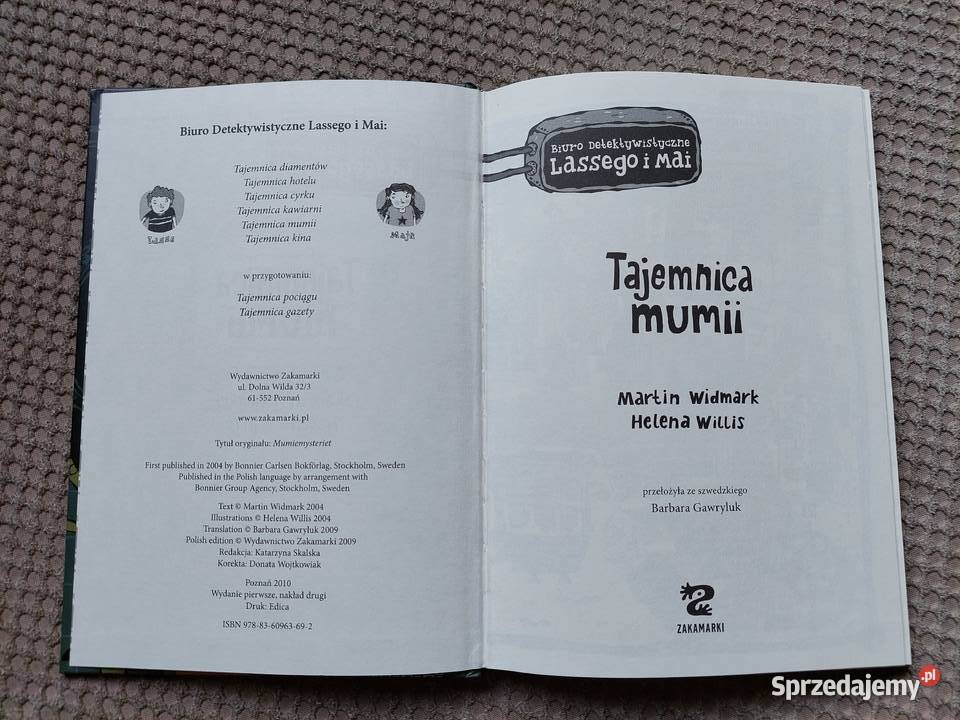 Biuro Detektywistyczne Lassego i Mai:
Tajemnica diamentów
Tajemnica hotelu
Tajemnica cyrku
Tajemnica kawiarni
Tajemnica mumii
Tajemnica kina
Lasse
Maja
w przygotowaniu:
Tajemnica pociągu
Tajemnica gazety
Wydawnictwo Zakamarki
ul. Dolna Wilda 32/3
61-552 Poznań
www.zakamarki.pl
Tytuł oryginału: Mumiemysteriet
First published in 2004 by Bonnier Carlsen Bokförlag, Stockholm, Sweden
Published in the Polish language by arrangement with
Bonnier Group Agency, Stockholm, Sweden
Text © Martin Widmark 2004
Illustrations © Helena Willis 2004
Translation © Barbara Gawryluk 2009
Polish edition © Wydawnictwo Zakamarki 2009
Redakcja: Katarzyna Skalska
Korekta: Donata Wojtkowiak
Poznań 2010
Wydanie pierwsze, nakład drugi
Druk: Edica
ISBN 978-83-60963-69-2
Biuro Detektywistyczne
Lassego i Mai
Tajemnica
mumii
Martin Widmark
Helena Willis
przełożyła ze szwedzkiego
Barbara Gawryluk
ZAKAMARKI
Sprzedajemy.pl